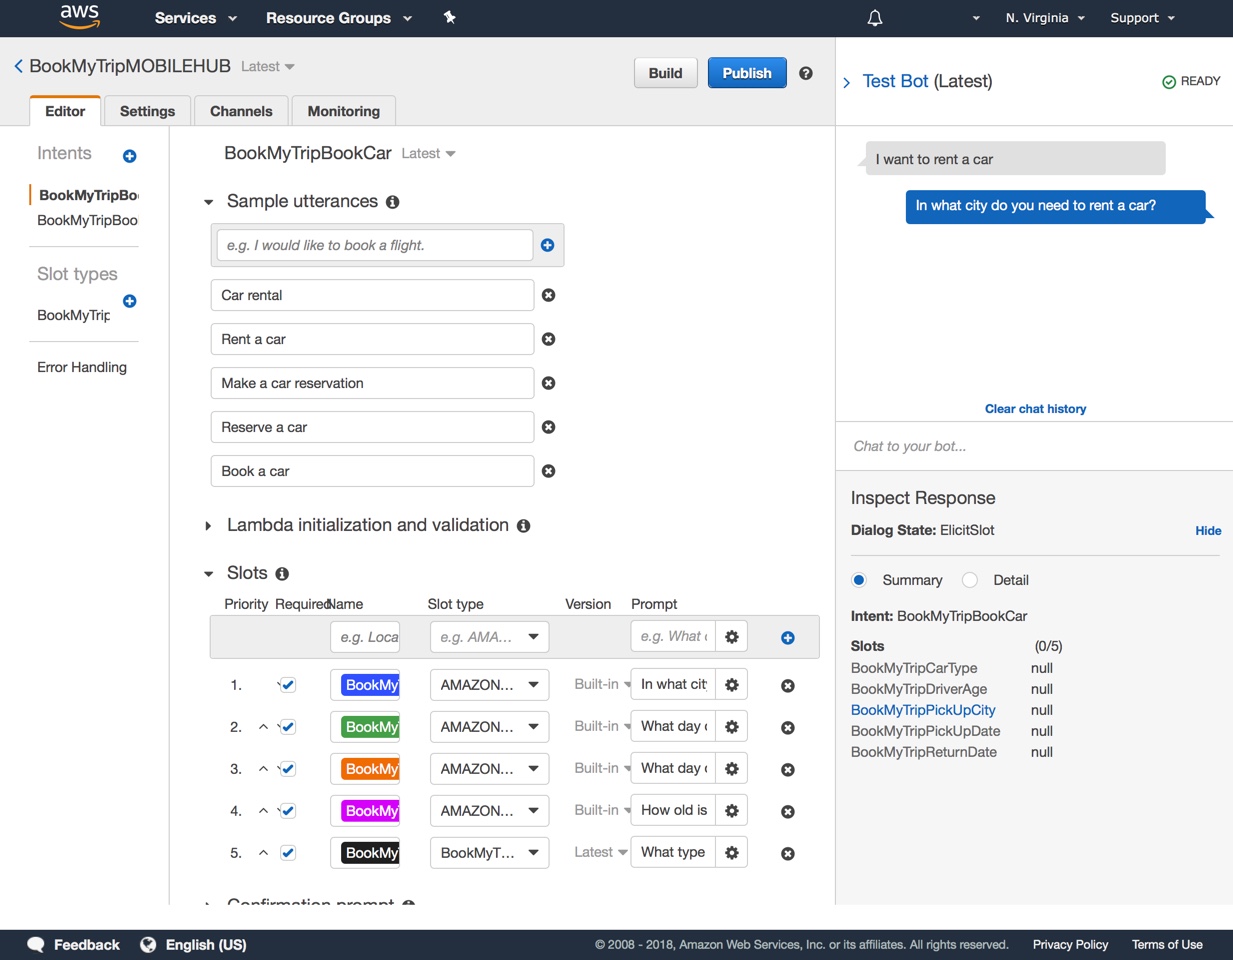 aws
Services
Resource Groups
N. Virginia
Support
BookMyTripMOBILEHUB
Latest
Build
Publish
Editor
Settings
Channels
Monitoring
Test Bot (Latest)
READY
Intents
BookMyTripBo
BookMyTripBoo
Slot types
BookMyTrip
Error Handling
BookMyTripBookCar
Latest
Sample utterances
e.g. I would like to book a flight.
Car rental
Rent a car
Make a car reservation
Reserve a car
Book a car
Lambda initialization and validation
Slots
Priority Required Name Slot type Version Prompt
e.g. Loca e.g. AMA... e.g. What
1. BookMy AMAZON... Built-in In what cit
2. BookMy AMAZON... Built-in What day
3. BookMy AMAZON... Built-in What day
4. BookMy AMAZON... Built-in How old is
5. BookMy BookMyT... Latest What type
Confirmation prompt
I want to rent a car
In what city do you need to rent a car?
Clear chat history
Chat to your bot...
Inspect Response
Dialog State: ElicitSlot
Hide
Summary
Detail
Intent: BookMyTripBookCar
Slots (0/5)
BookMyTripCarType null
BookMyTripDriverAge null
BookMyTripPickUpCity null
BookMyTripPickUpDate null
BookMyTripReturnDate null
Feedback
English (US)
© 2008 - 2018, Amazon Web Services, Inc. or its affiliates. All rights reserved.
Privacy Policy
Terms of Use